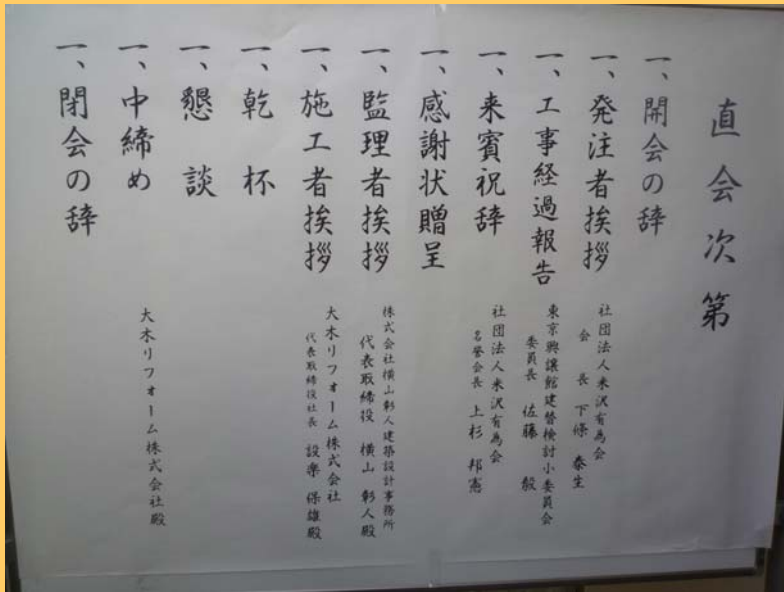 直会次第
一、開会の辞
一、発注者挨拶
社団法人米沢有為会
会長 下條 泰生
一、工事経過報告
東京興譲館建替検討小委員会
委員長 佐藤 毅
一、来賓祝辞
社団法人米沢有為会
名誉会長 上杉 邦憲
一、感謝状贈呈
一、監理者挨拶
株式会社横山彰人建築設計事務所
代表取締役 横山 彰人殿
一、施工者挨拶
大木リフォーム株式会社
代表取締役社長 設楽 保雄殿
一、乾杯
一、懇談
一、中締め
大木リフォーム株式会社殿
一、閉会の辞